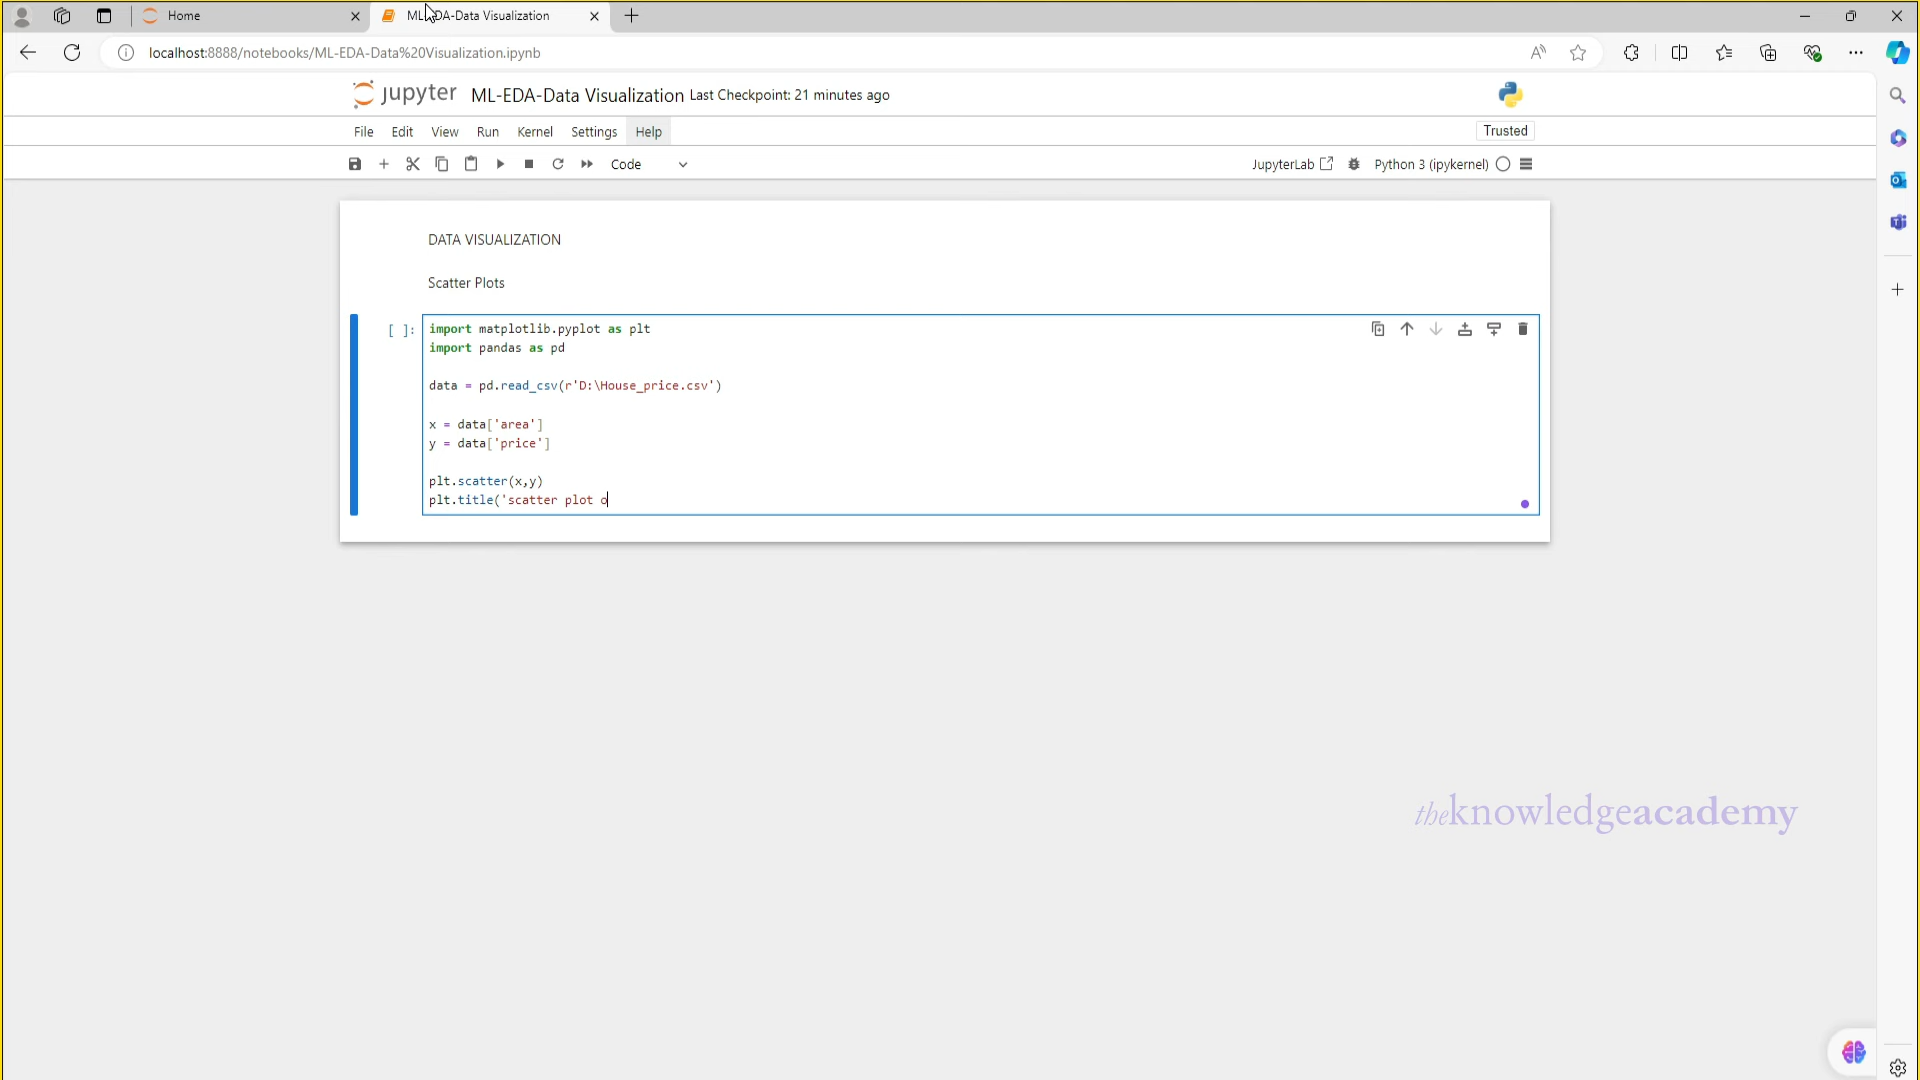 Home
ML-EDA-Data Visualization
localhost:8888/notebooks/ML-EDA-Data%20Visualization.ipynb
jupyter ML-EDA-Data Visualization Last Checkpoint: 21 minutes ago
File Edit View Run Kernel Settings Help
Trusted
Code
JupyterLab
Python 3 (ipykernel)
DATA VISUALIZATION
Scatter Plots
[ ]:
import matplotlib.pyplot as plt
import pandas as pd
data = pd.read_csv(r'D:\House_price.csv')
x = data['area']
y = data['price']
plt.scatter(x,y)
plt.title('scatter plot o
theknowledgeacademy